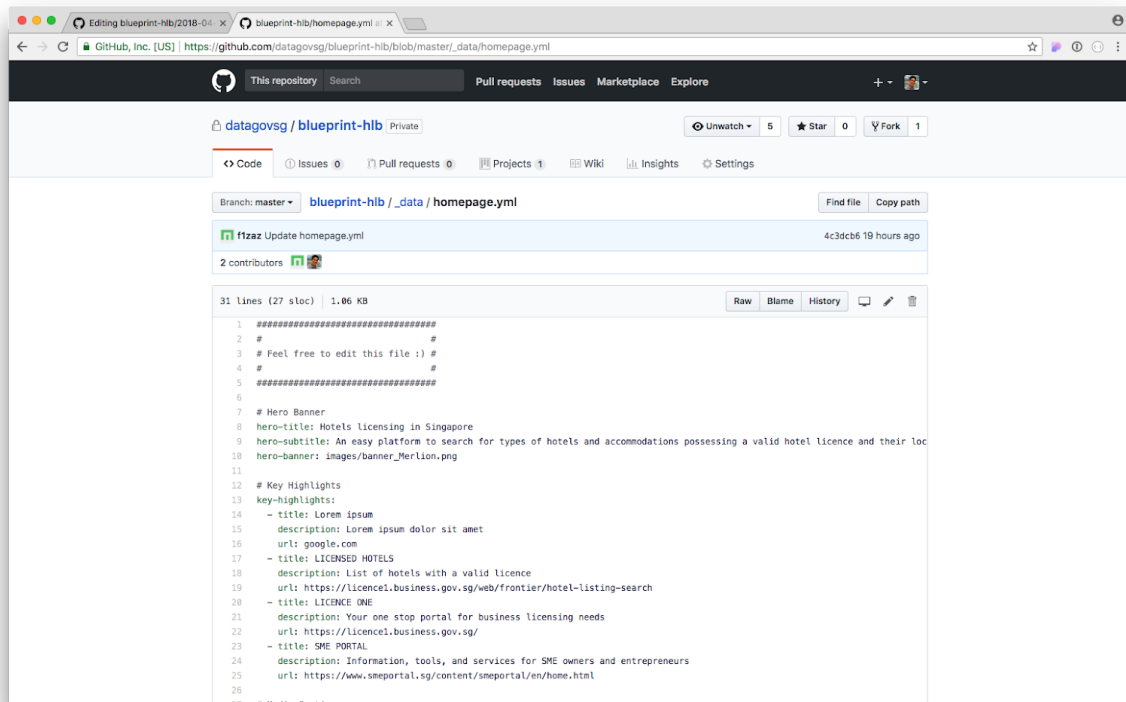 Editing blueprint-hlb/2018-04-
blueprint-hlb/homepage.yml a
GitHub, Inc. [US] https://github.com/datagovsg/blueprint-hlb/blob/master/_data/homepage.yml
This repository Search Pull requests Issues Marketplace Explore
datagovsg / blueprint-hlb Private Unwatch 5 Star 0 Fork 1
Code Issues 0 Pull requests 0 Projects 1 Wiki Insights Settings
Branch: master blueprint-hlb / _data / homepage.yml Find file Copy path
f1zaz Update homepage.yml 4c3dcb6 19 hours ago
2 contributors
31 lines (27 sloc) 1.06 KB Raw Blame History
1 ##################################
2 # #
3 # Feel free to edit this file :) #
4 # #
5 ##################################
6
7 # Hero Banner
8 hero-title: Hotels licensing in Singapore
9 hero-subtitle: An easy platform to search for types of hotels and accommodations possessing a valid hotel licence and their loc
10 hero-banner: images/banner_Merlion.png
11
12 # Key Highlights
13 key-highlights:
14 - title: Lorem ipsum
15 description: Lorem ipsum dolor sit amet
16 url: google.com
17 - title: LICENSED HOTELS
18 description: List of hotels with a valid licence
19 url: https://licence1.business.gov.sg/web/frontier/hotel-listing-search
20 - title: LICENCE ONE
21 description: Your one stop portal for business licensing needs
22 url: https://licence1.business.gov.sg/
23 - title: SME PORTAL
24 description: Information, tools, and services for SME owners and entrepreneurs
25 url: https://www.smeportal.sg/content/smeportal/en/home.html
26